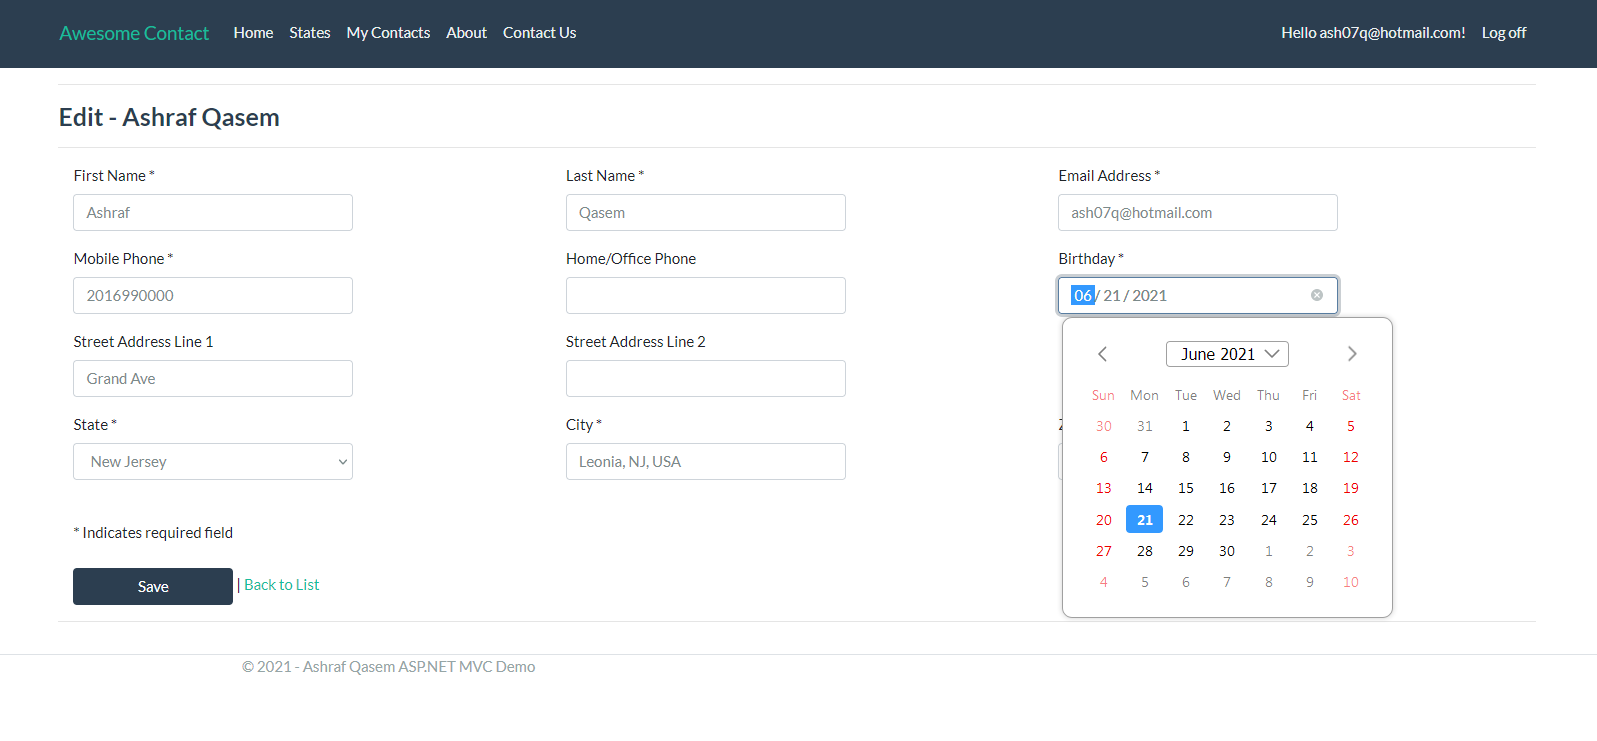 Awesome Contact Home States My Contacts About Contact Us Hello ash07q@hotmail.com! Log off
Edit - Ashraf Qasem
First Name * Last Name * Email Address *
Ashraf Qasem ash07q@hotmail.com
Mobile Phone * Home/Office Phone Birthday *
2016990000 06/ 21 / 2021
Street Address Line 1 Street Address Line 2
Grand Ave
State * City *
New Jersey Leonia, NJ, USA
June 2021
Sun Mon Tue Wed Thu Fri Sat
30 31 1 2 3 4 5
6 7 8 9 10 11 12
13 14 15 16 17 18 19
20 21 22 23 24 25 26
27 28 29 30 1 2 3
4 5 6 7 8 9 10
* Indicates required field
Save | Back to List
© 2021 - Ashraf Qasem ASP.NET MVC Demo